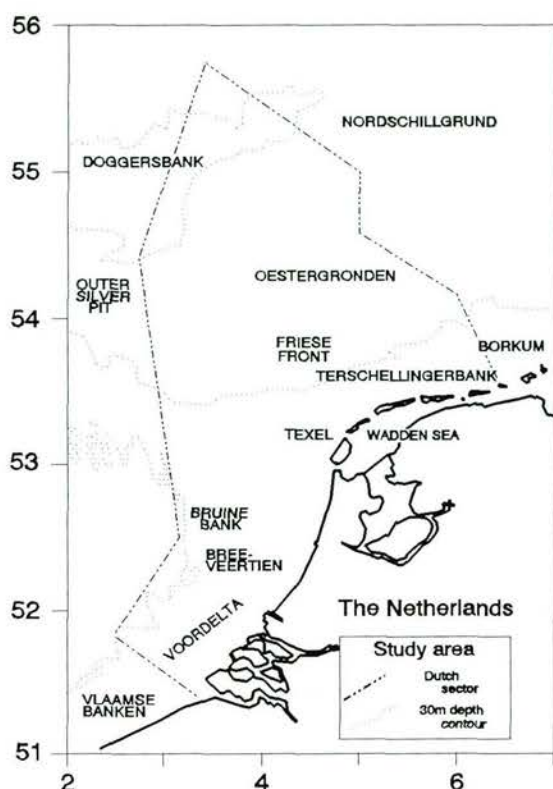 56
55
54
53
52
51
2
4
6
NORDSCHILLGRUND
DOGGERSBANK
OESTERGRONDEN
OUTER
SILVER
PIT
FRIESE
FRONT
BORKUM
TERSCHELLINGERBANK
TEXEL
WADDEN SEA
BRUINE
BANK
BREE-
VEERTIEN
VOORDELTA
The Netherlands
VLAAMSE
BANKEN
Study area
Dutch
sector
30m depth
contour